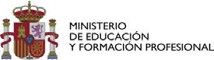 MINISTERIO
DE EDUCACIÓN
Y FORMACIÓN PROFESIONAL